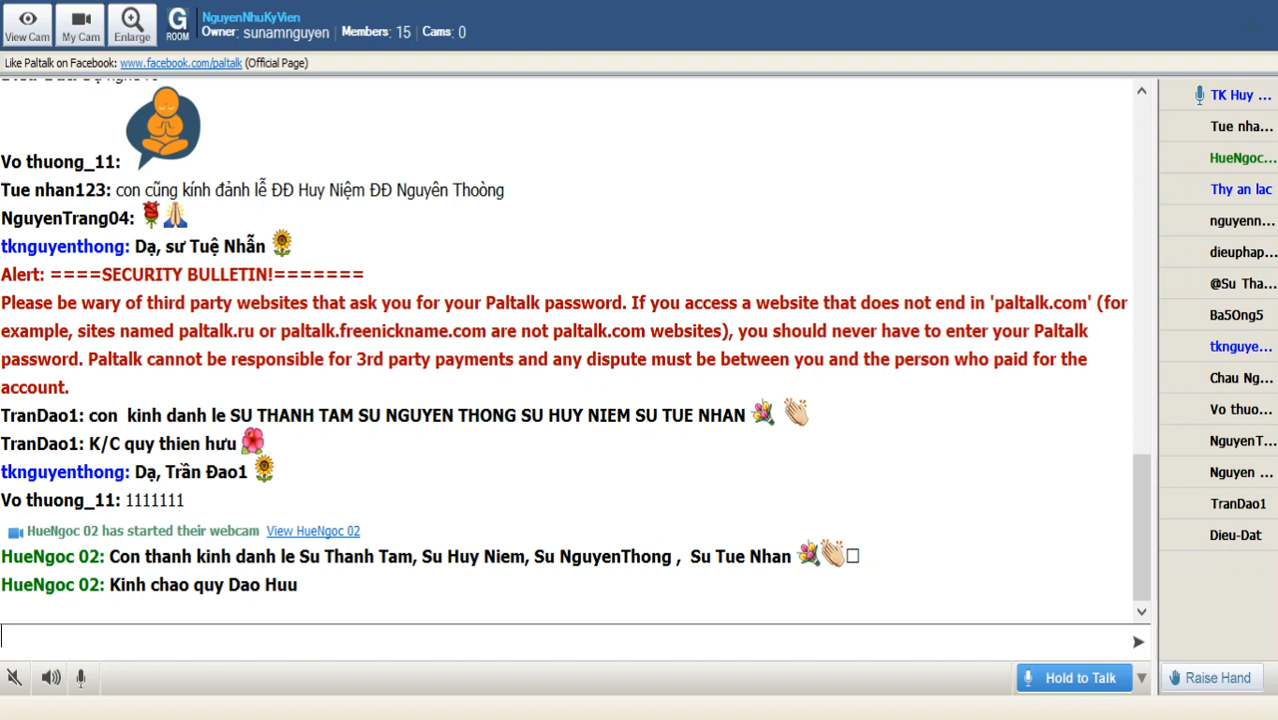 View Cam
My Cam
Enlarge
G
ROOM
NguyenNhuKyVien
Owner: sunamnguyen | Members: 15 | Cams: 0
Like Paltalk on Facebook: www.facebook.com/paltalk (Official Page)
Vo thuong_11:
Tue nhan123: con cũng kính đảnh lễ ĐĐ Huy Niệm ĐĐ Nguyên Thoòng
NguyenTrang04:
tknguyenthong: Dạ, sư Tuệ Nhẫn
Alert: ====SECURITY BULLETIN!=======
Please be wary of third party websites that ask you for your Paltalk password. If you access a website that does not end in 'paltalk.com' (for
example, sites named paltalk.ru or paltalk.freenickname.com are not paltalk.com websites), you should never have to enter your Paltalk
password. Paltalk cannot be responsible for 3rd party payments and any dispute must be between you and the person who paid for the
account.
TranDao1: con kinh danh le SU THANH TAM SU NGUYEN THONG SU HUY NIEM SU TUE NHAN
TranDao1: K/C quy thien hưu
tknguyenthong: Dạ, Trần Đao1
Vo thuong_11: 1111111
HueNgoc 02 has started their webcam View HueNgoc 02
HueNgoc 02: Con thanh kinh danh le Su Thanh Tam, Su Huy Niem, Su NguyenThong , Su Tue Nhan
HueNgoc 02: Kinh chao quy Dao Huu
Hold to Talk
TK Huy ...
Tue nha...
HueNgoc...
Thy an lac
nguyenn...
dieuphap...
@Su Tha...
Ba5Ong5
tknguye...
Chau Ng...
Vo thuo...
NguyenT...
Nguyen ...
TranDao1
Dieu-Dat
Raise Hand